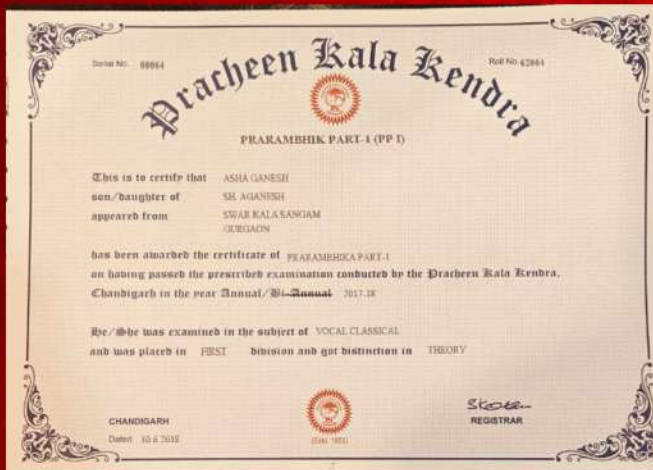 Serial No. 00064
Roll No. 62064
Pracheen Kala Kendra
PRARAMBHIK PART-1 (PP I)
This is to certify that ASHA GANESH
son/daughter of SH. AGANESH
appeared from SWAR KALA SANGAM
GURGAON
has been awarded the certificate of PRARAMBHIKA PART-1
on having passed the prescribed examination conducted by the Pracheen Kala Kendra,
Chandigarh in the year Annual/Bi-Annual 2017-18
He/She was examined in the subject of VOCAL CLASSICAL
and was placed in FIRST division and got distinction in THEORY
CHANDIGARH
REGISTRAR
Dated